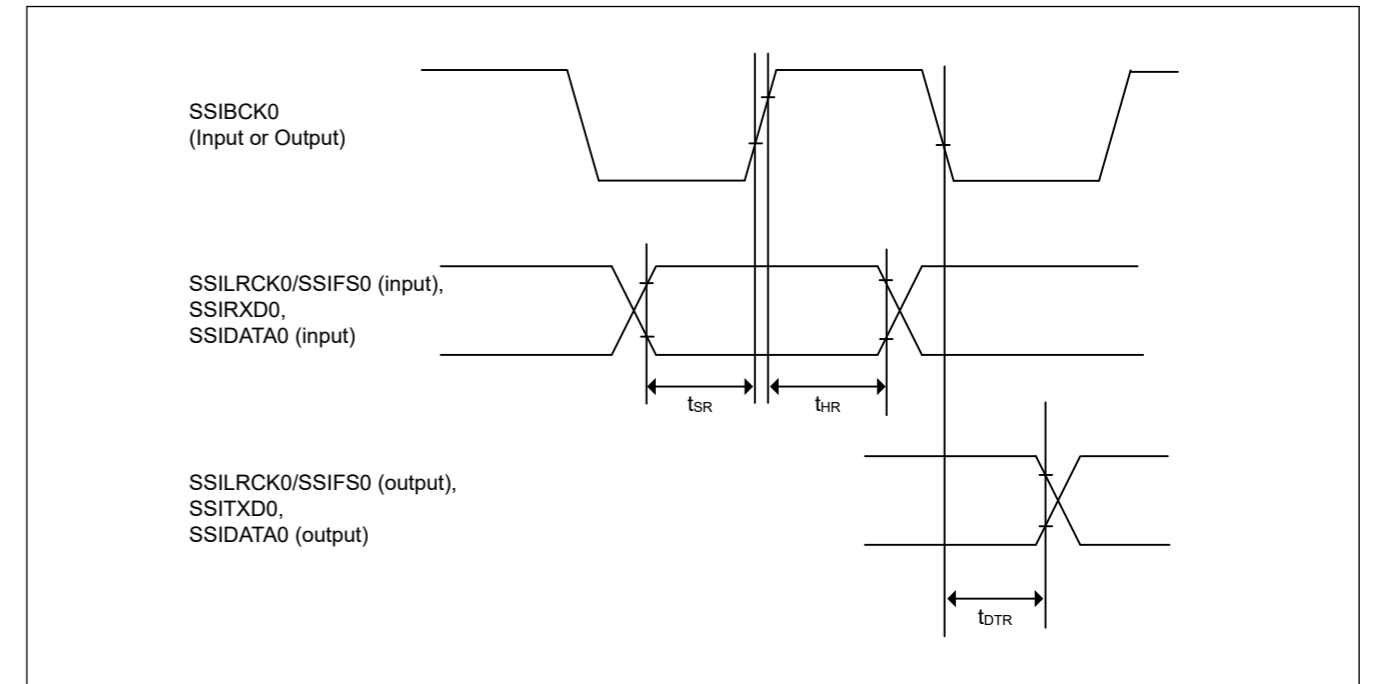 SSIBCK0
(Input or Output)
SSILRCK0/SSIFS0 (input),
SSIRXD0,
SSIDATA0 (input)
tSR
tHR
SSILRCK0/SSIFS0 (output),
SSITXD0,
SSIDATA0 (output)
tDTR